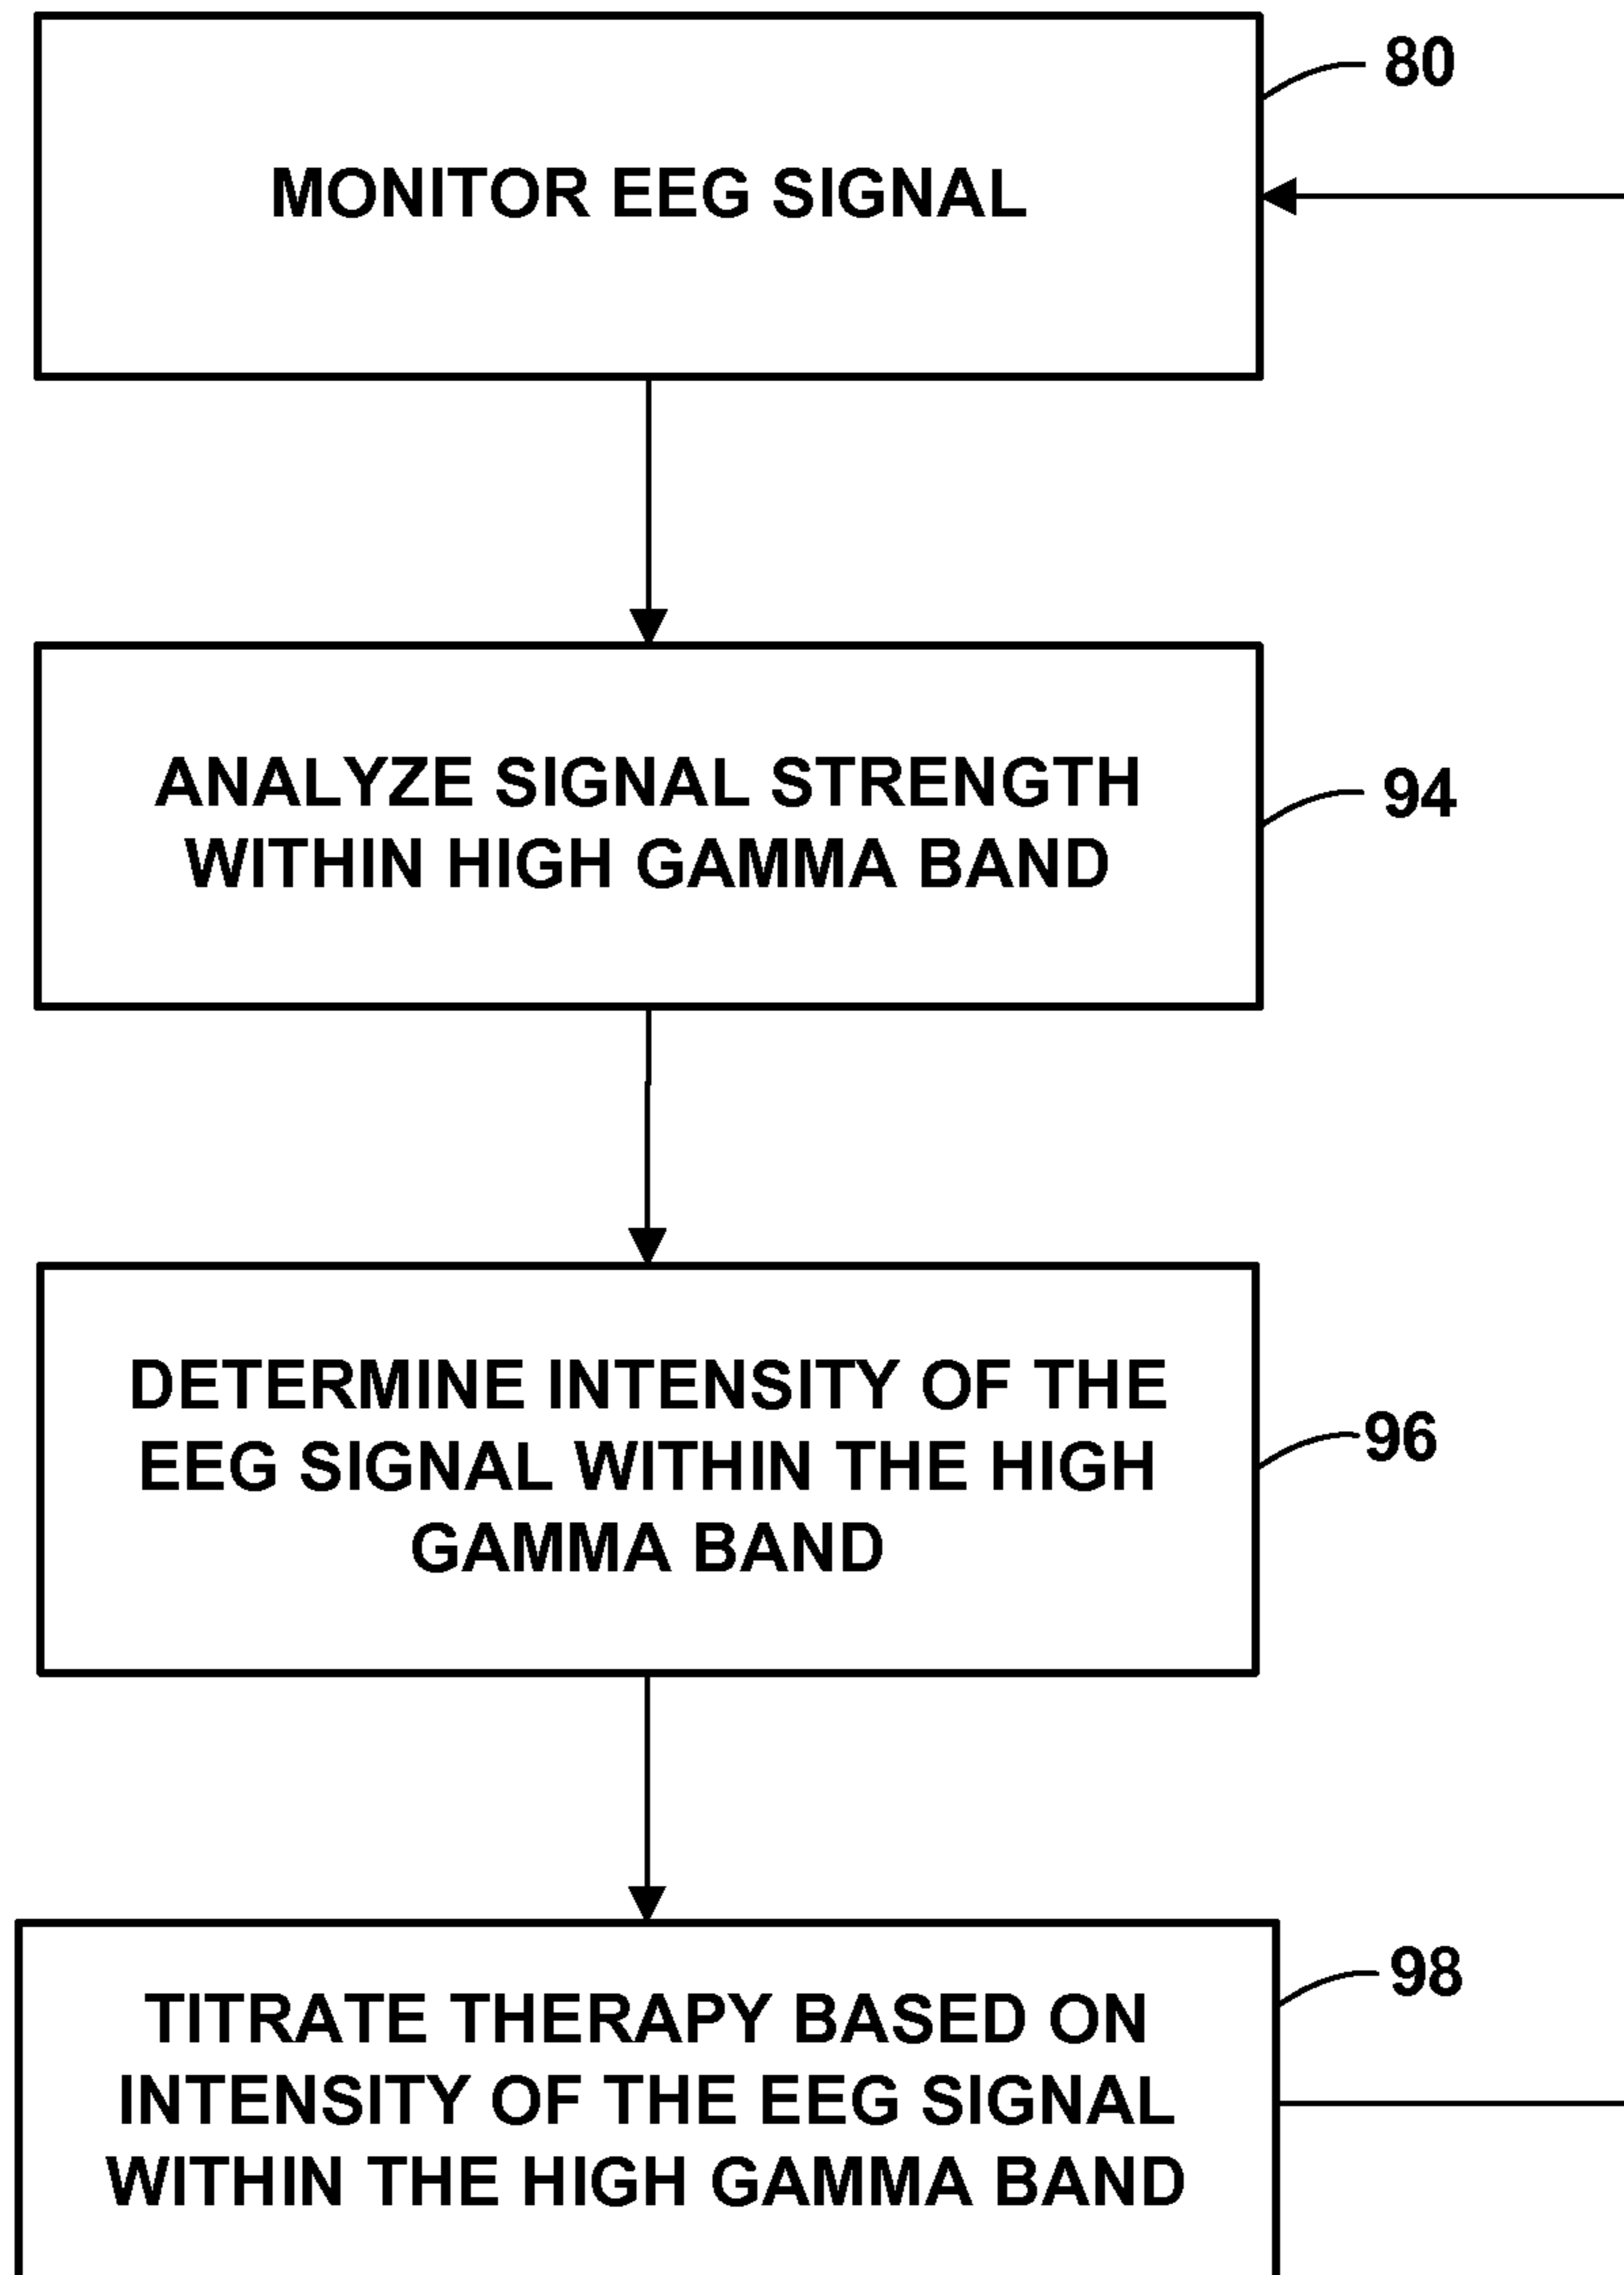 80
MONITOR EEG SIGNAL
ANALYZE SIGNAL STRENGTH
WITHIN HIGH GAMMA BAND
94
DETERMINE INTENSITY OF THE
EEG SIGNAL WITHIN THE HIGH
GAMMA BAND
96
98
TITRATE THERAPY BASED ON
INTENSITY OF THE EEG SIGNAL
WITHIN THE HIGH GAMMA BAND